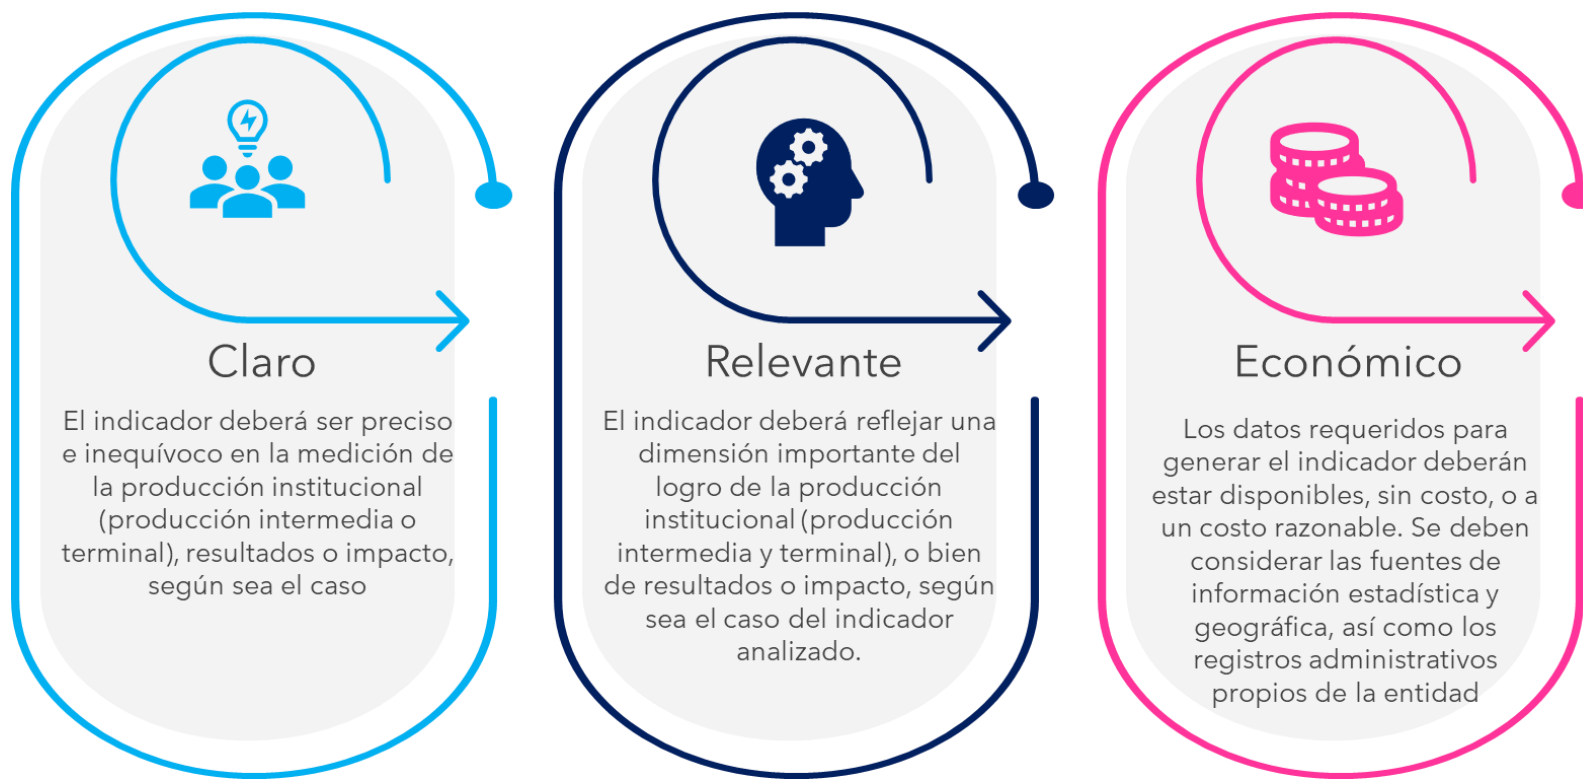 Claro
El indicador deberá ser preciso
e inequívoco en la medición de
la producción institucional
(producción intermedia o
terminal), resultados o impacto,
según sea el caso
Relevante
El indicador deberá reflejar una
dimensión importante del
logro de la producción
institucional (producción
intermedia y terminal), o bien
de resultados o impacto, según
sea el caso del indicador
analizado.
Económico
Los datos requeridos para
generar el indicador deberán
estar disponibles, sin costo, o a
un costo razonable. Se deben
considerar las fuentes de
información estadística y
geográfica, así como los
registros administrativos
propios de la entidad